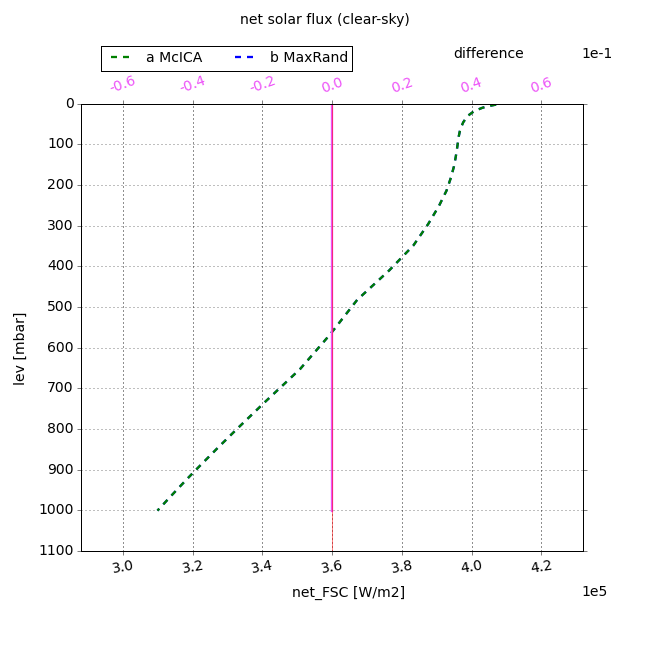 net solar flux (clear-sky)
a McICA b MaxRand difference 1e-1
-0.6 -0.4 -0.2 0.0 0.2 0.4 0.6
0
100
200
300
400
500
600
700
800
900
1000
1100
lev [mbar]
3.0 3.2 3.4 3.6 3.8 4.0 4.2
net_FSC [W/m2] 1e5